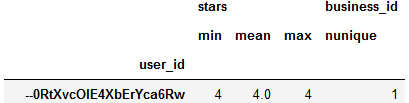 stars business_id
min mean max nunique
user_id
--0RtXvcOIE4XbErYca6Rw 4 4.0 4 1